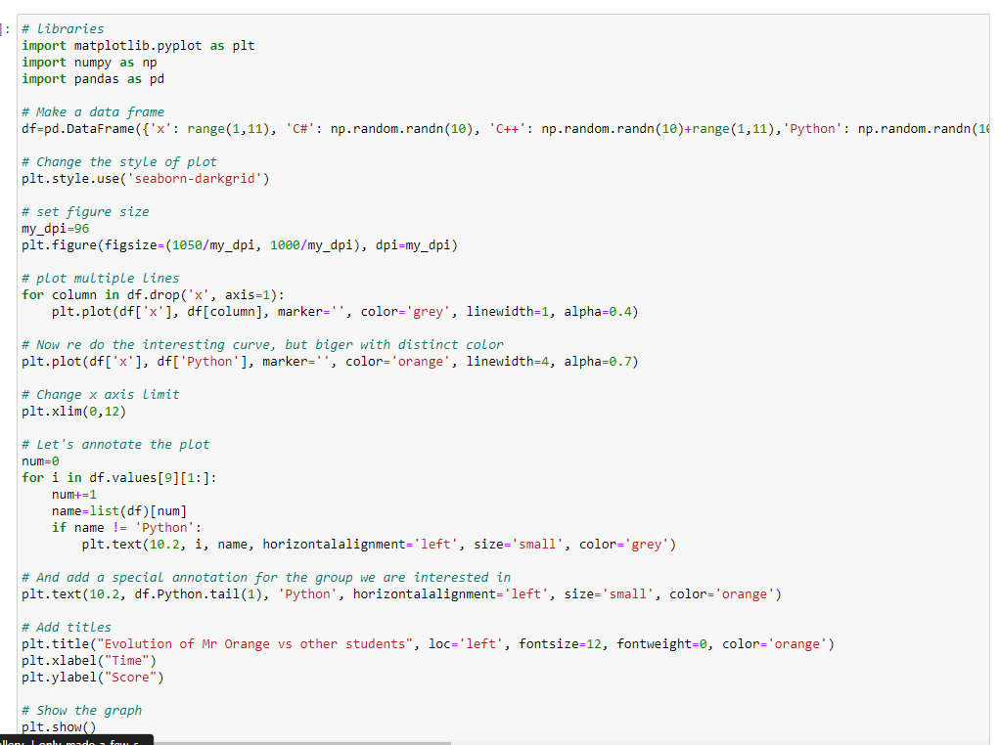 ]: # libraries
import matplotlib.pyplot as plt
import numpy as np
import pandas as pd
# Make a data frame
df=pd.DataFrame({'x': range(1,11), 'C#': np.random.randn(10), 'C++': np.random.randn(10)+range(1,11),'Python': np.random.randn(10
# Change the style of plot
plt.style.use('seaborn-darkgrid')
# set figure size
my_dpi=96
plt.figure(figsize=(1050/my_dpi, 1000/my_dpi), dpi=my_dpi)
# plot multiple lines
for column in df.drop('x', axis=1):
    plt.plot(df['x'], df[column], marker='', color='grey', linewidth=1, alpha=0.4)
# Now re do the interesting curve, but biger with distinct color
plt.plot(df['x'], df['Python'], marker='', color='orange', linewidth=4, alpha=0.7)
# Change x axis limit
plt.xlim(0,12)
# Let's annotate the plot
num=0
for i in df.values[9][1:]:
    num+=1
    name=list(df)[num]
    if name != 'Python':
        plt.text(10.2, i, name, horizontalalignment='left', size='small', color='grey')
# And add a special annotation for the group we are interested in
plt.text(10.2, df.Python.tail(1), 'Python', horizontalalignment='left', size='small', color='orange')
# Add titles
plt.title("Evolution of Mr Orange vs other students", loc='left', fontsize=12, fontweight=0, color='orange')
plt.xlabel("Time")
plt.ylabel("Score")
# Show the graph
plt.show()